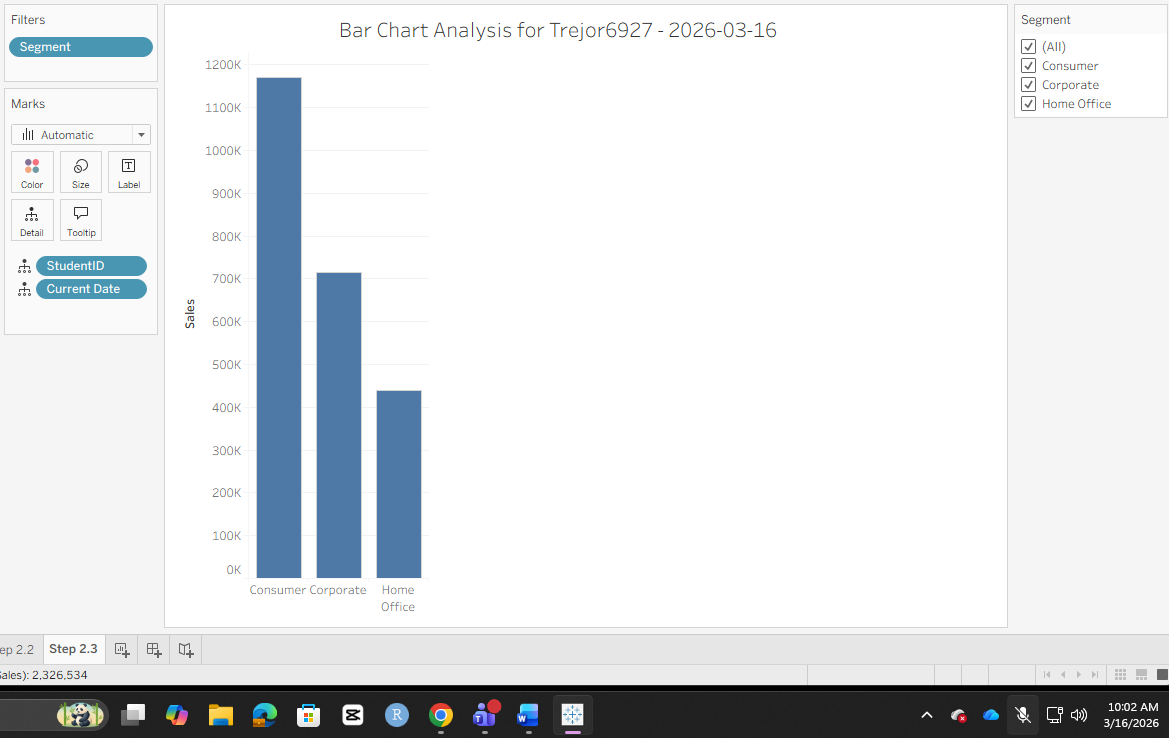 Filters
Segment
Marks
Automatic
Color Size Label
Detail Tooltip
StudentID
Current Date
Bar Chart Analysis for Trejor6927 - 2026-03-16
1200K
1100K
1000K
900K
800K
700K
600K
500K
400K
300K
200K
100K
0K
Sales
Consumer Corporate Home
Office
Segment
(All)
Consumer
Corporate
Home Office
ep 2.2 Step 2.3
Sales): 2,326,534
10:02 AM
3/16/2026